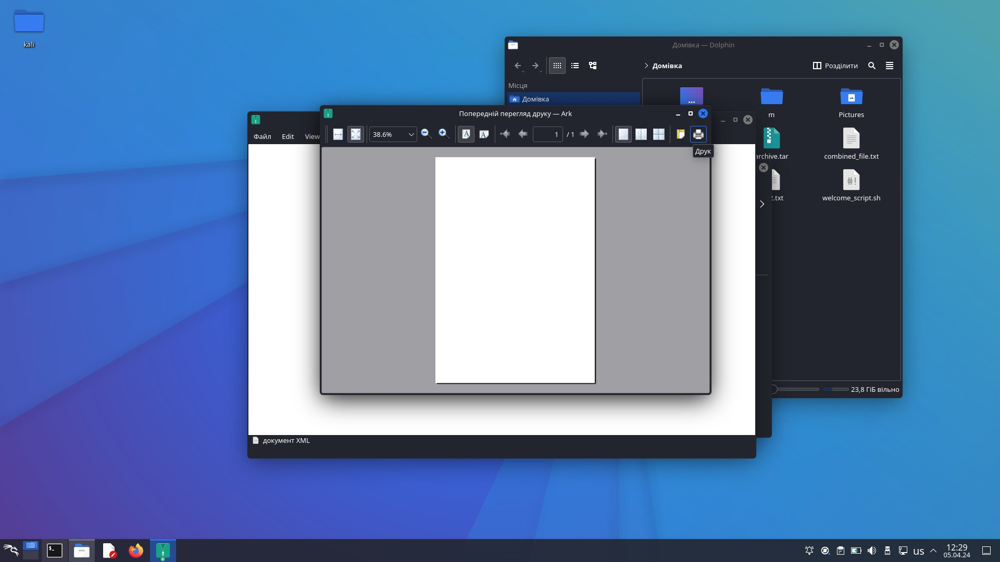 kali
Домівка — Dolphin
Домівка
Розділити
Місця
Домівка
m
Pictures
archive.tar
combined_file.txt
2.txt
welcome_script.sh
23,8 ГіБ вільно
Попередній перегляд друку — Ark
38.6%
1
/ 1
Друк
Файл
Edit
View
документ XML
us
12:29
05.04.24